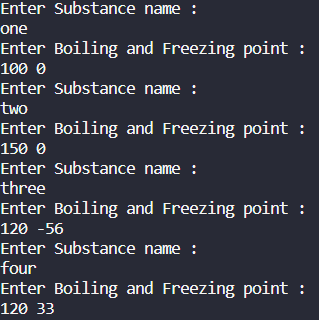 Enter Substance name :
one
Enter Boiling and Freezing point :
100 0
Enter Substance name :
two
Enter Boiling and Freezing point :
150 0
Enter Substance name :
three
Enter Boiling and Freezing point :
120 -56
Enter Substance name :
four
Enter Boiling and Freezing point :
120 33